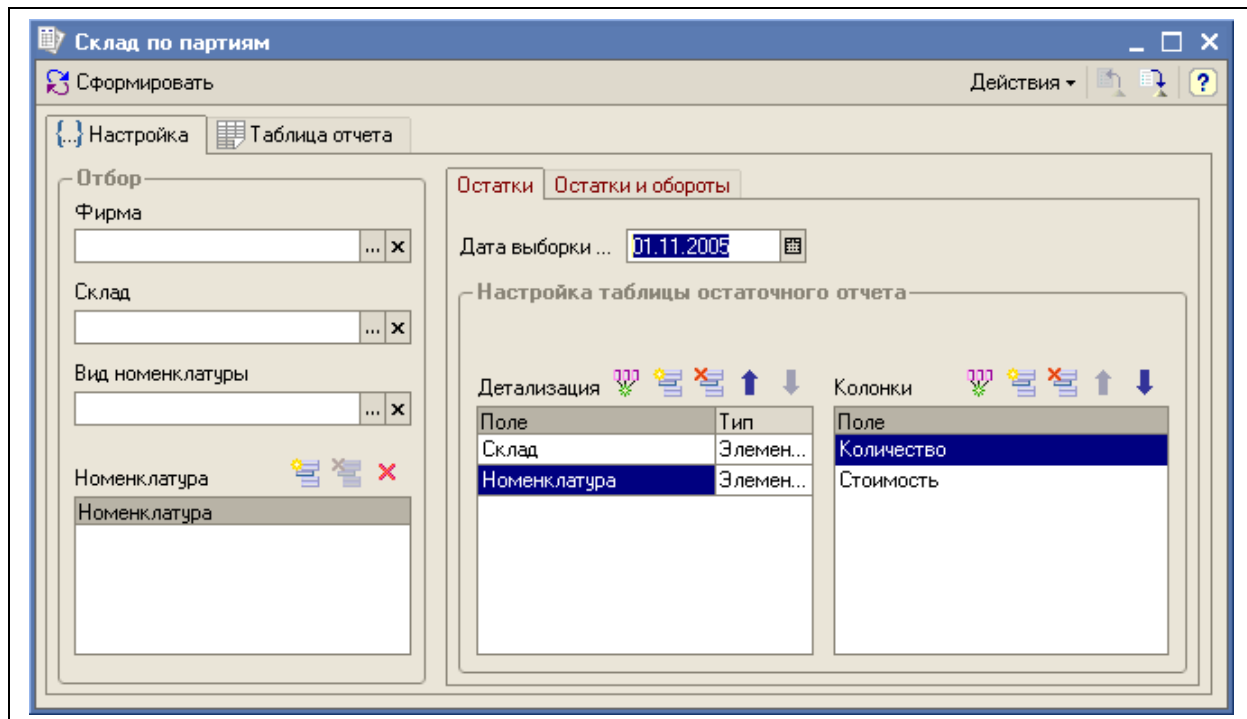 Склад по партиям
Сформировать
Действия
?
{...} Настройка
Таблица отчета
Отбор
Фирма
... x
Склад
... x
Вид номенклатуры
... x
Номенклатура
Номенклатура
Остатки
Остатки и обороты
Дата выборки ... 01.11.2005
Настройка таблицы остаточного отчета
Детализация
Поле Тип
Склад Элемен...
Номенклатура Элемен...
Колонки
Поле
Количество
Стоимость